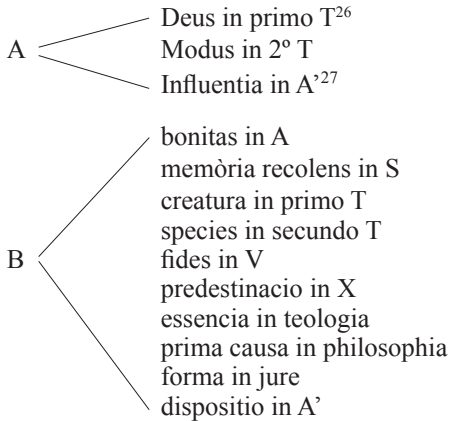 Deus in primo T²⁶
A Modus in 2º T
Influentia in A’²⁷
bonitas in A
memòria recolens in S
creatura in primo T
species in secundo T
B fides in V
predestinacio in X
essencia in teologia
prima causa in philosophia
forma in jure
dispositio in A’